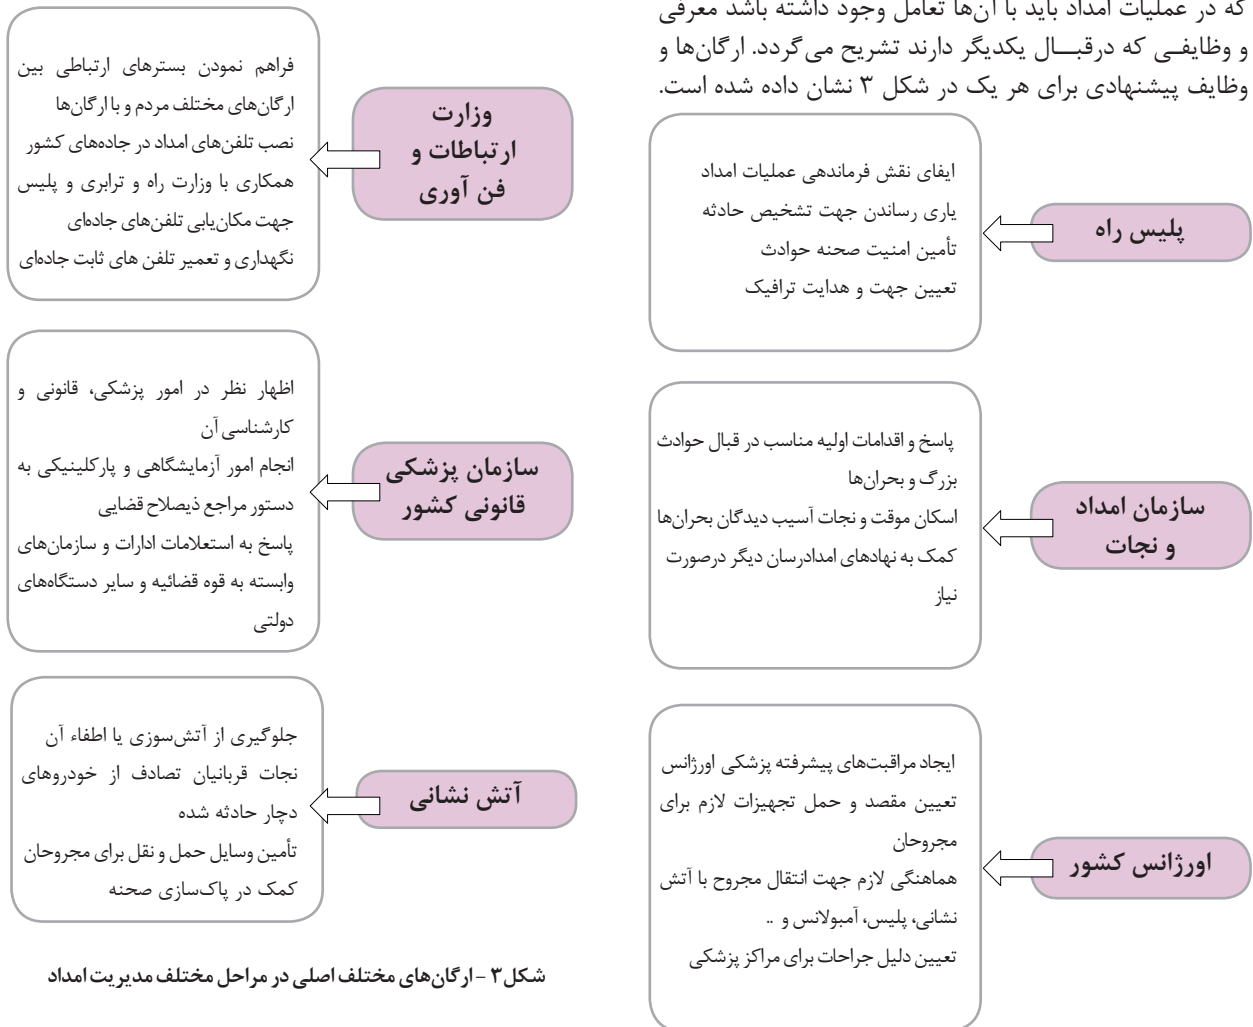 که در عملیات امداد باید با آن‌ها تعامل وجود داشته باشد معرفی
و وظایفی که درقبال یکدیگر دارند تشریح می‌گردد. ارگان‌ها و
وظایف پیشنهادی برای هر یک در شکل ۳ نشان داده شده است.
پلیس راه
ایفای نقش فرماندهی عملیات امداد
یاری رساندن جهت تشخیص حادثه
تأمین امنیت صحنه حوادث
تعیین جهت و هدایت ترافیک
سازمان امداد
و نجات
پاسخ و اقدامات اولیه مناسب در قبال حوادث
بزرگ و بحران‌ها
اسکان موقت و نجات آسیب دیدگان بحران‌ها
کمک به نهادهای امدادرسان دیگر درصورت
نیاز
اورژانس کشور
ایجاد مراقبت‌های پیشرفته پزشکی اورژانس
تعیین مقصد و حمل تجهیزات لازم برای
مجروحان
هماهنگی لازم جهت انتقال مجروح با آتش
نشانی، پلیس، آمبولانس و ..
تعیین دلیل جراحات برای مراکز پزشکی
وزارت
ارتباطات و
فن آوری
فراهم نمودن بسترهای ارتباطی بین
ارگان‌های مختلف مردم و با ارگان‌ها
نصب تلفن‌های امداد در جاده‌های کشور
همکاری با وزارت راه و ترابری و پلیس
جهت مکان‌یابی تلفن‌های جاده‌ای
نگهداری و تعمیر تلفن های ثابت جاده‌ای
سازمان پزشکی
قانونی کشور
اظهار نظر در امور پزشکی، قانونی و
کارشناسی آن
انجام امور آزمایشگاهی و پارکلینیکی به
دستور مراجع ذیصلاح قضایی
پاسخ به استعلامات ادارات و سازمان‌های
وابسته به قوه قضائیه و سایر دستگاه‌های
دولتی
آتش نشانی
جلوگیری از آتش‌سوزی یا اطفاء آن
نجات قربانیان تصادف از خودروهای
دچار حادثه شده
تأمین وسایل حمل و نقل برای مجروحان
کمک در پاک‌سازی صحنه
شکل۳ - ارگان‌های مختلف اصلی در مراحل مختلف مدیریت امداد